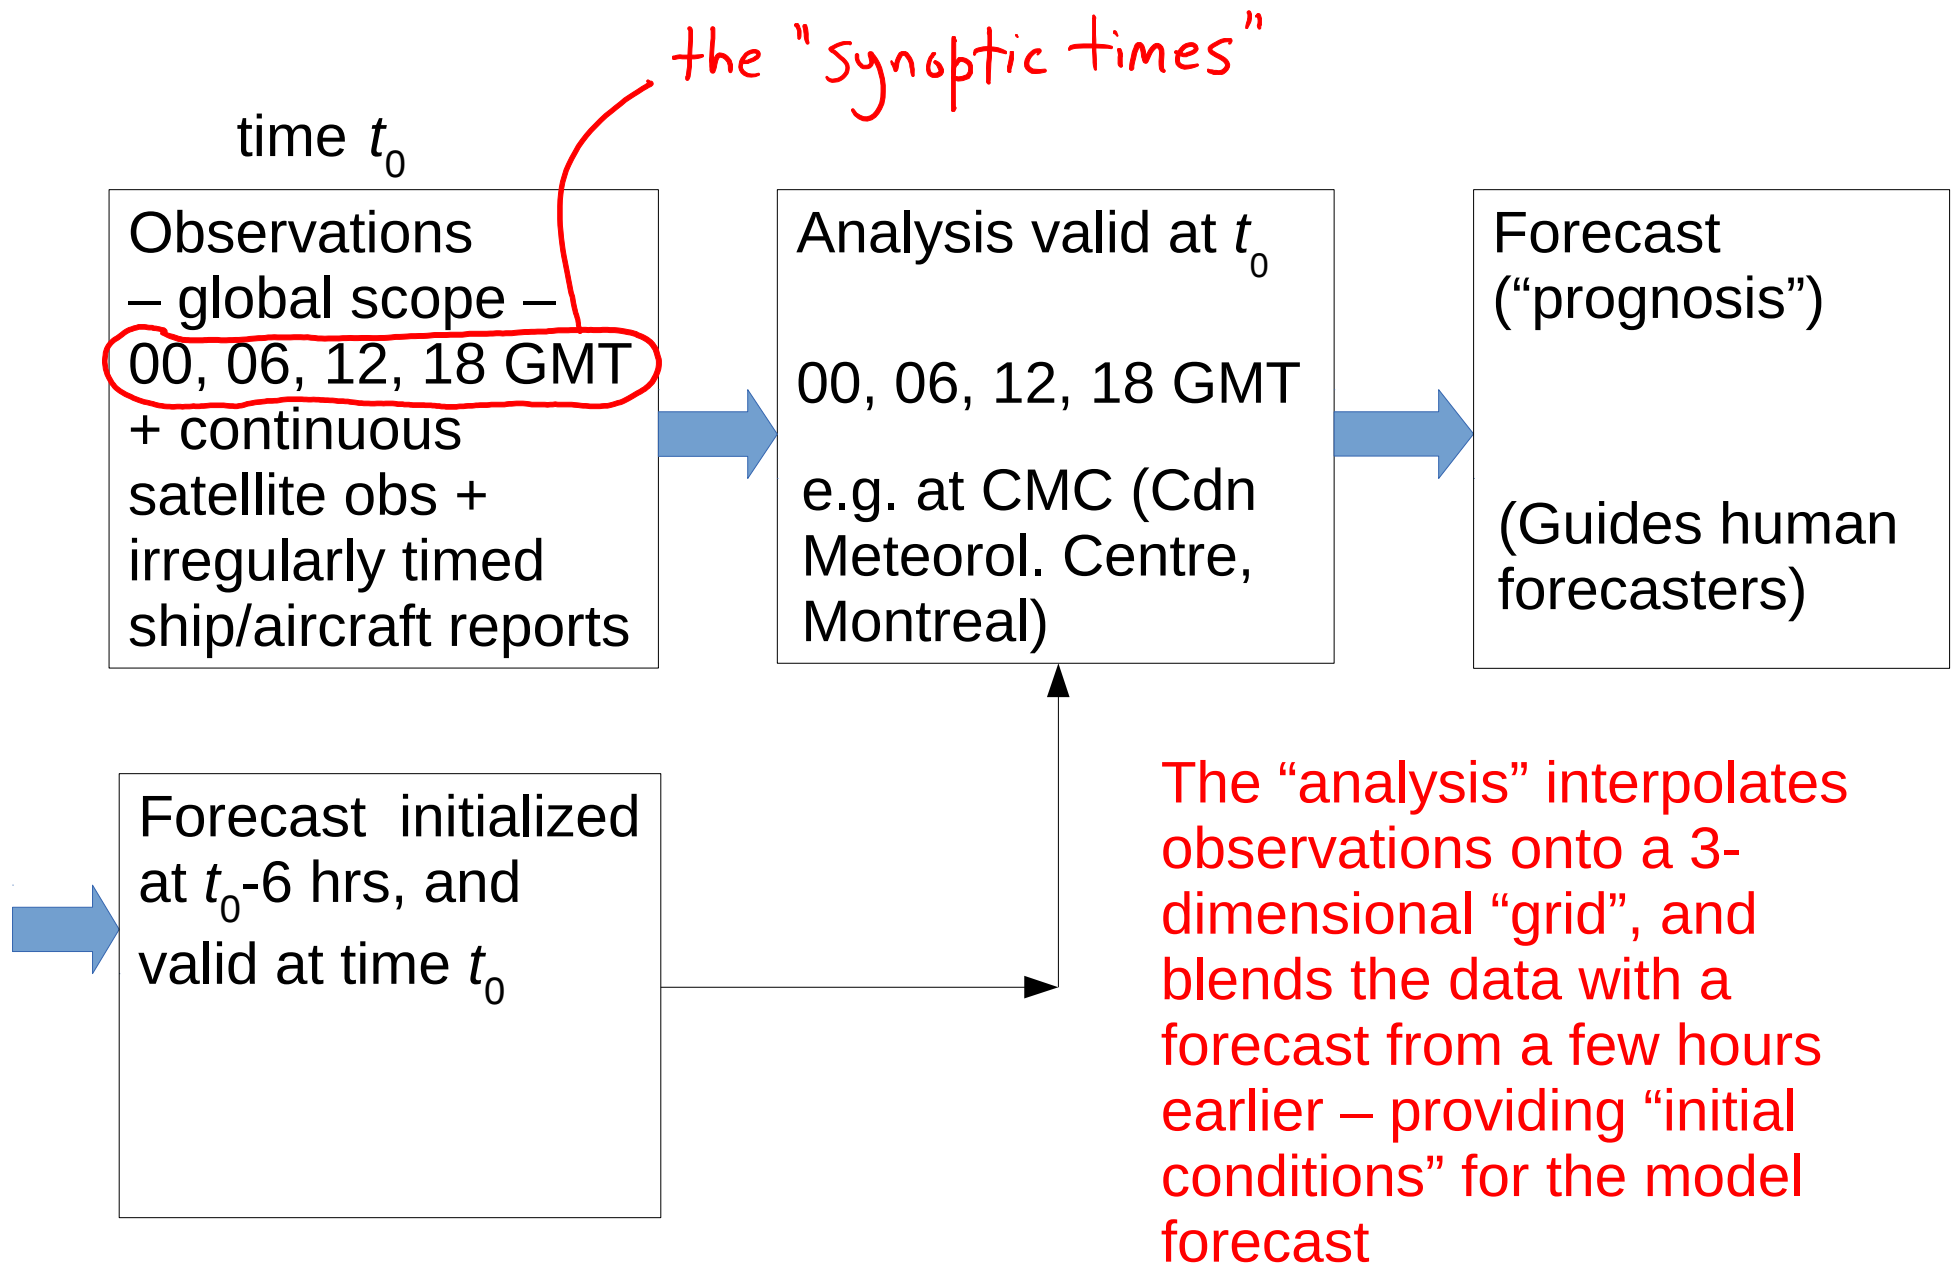 the "synoptic times"
time t0
Observations
– global scope –
00, 06, 12, 18 GMT
+ continuous
satellite obs +
irregularly timed
ship/aircraft reports
Analysis valid at t0
00, 06, 12, 18 GMT
e.g. at CMC (Cdn
Meteorol. Centre,
Montreal)
Forecast
(“prognosis”)
(Guides human
forecasters)
Forecast initialized
at t0-6 hrs, and
valid at time t0
The “analysis” interpolates
observations onto a 3-
dimensional “grid”, and
blends the data with a
forecast from a few hours
earlier – providing “initial
conditions” for the model
forecast